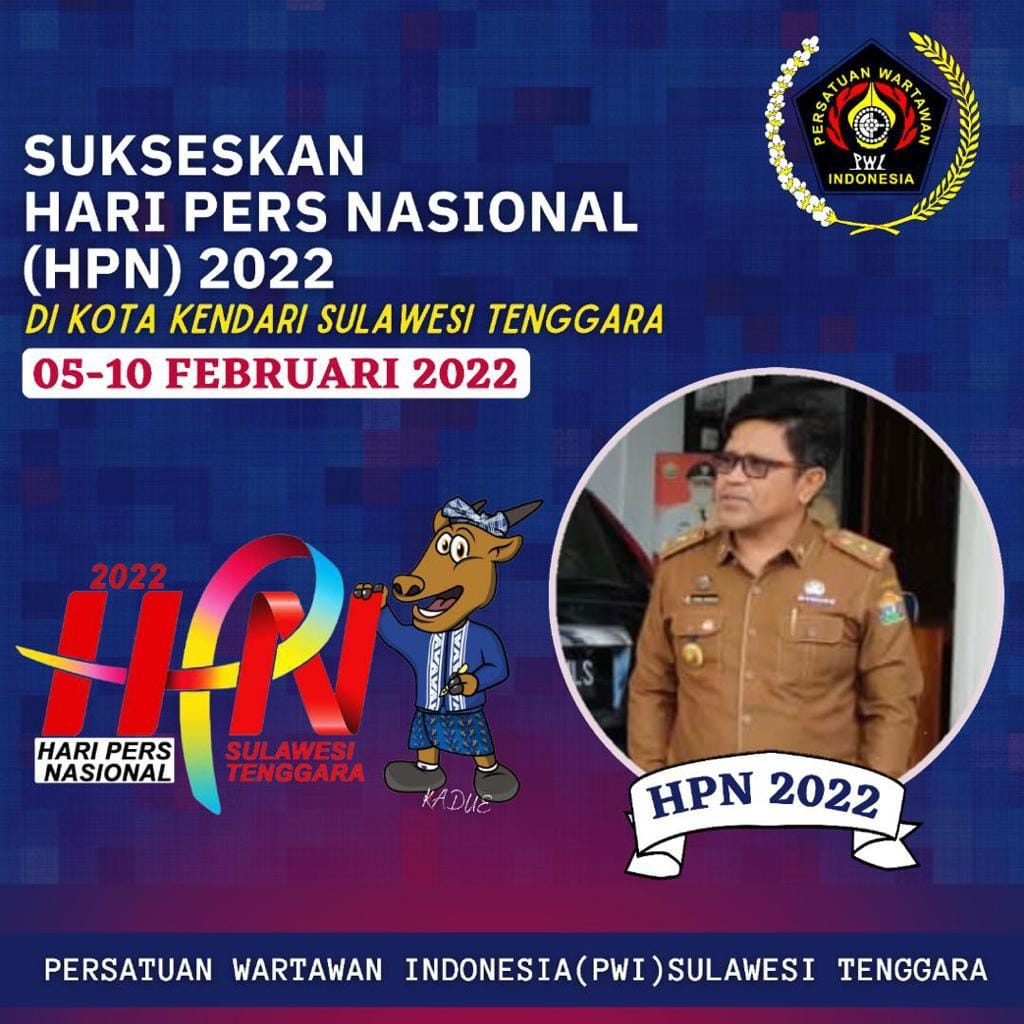 SUKSESKAN
HARI PERS NASIONAL
(HPN) 2022
DI KOTA KENDARI SULAWESI TENGGARA
05-10 FEBRUARI 2022
PERSATUAN WARTAWAN
PWI
INDONESIA
2022
HPN
HARI PERS
NASIONAL
SULAWESI
TENGGARA
KADUE
LS
HPN 2022
PERSATUAN WARTAWAN INDONESIA(PWI)SULAWESI TENGGARA